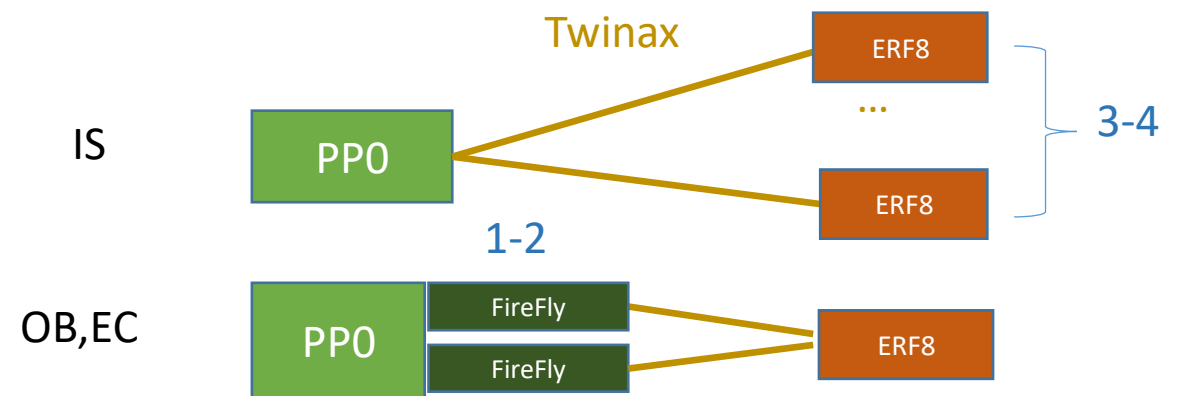 Twinax
ERF8
...
3-4
IS
PP0
ERF8
1-2
OB,EC
PP0
FireFly
FireFly
ERF8